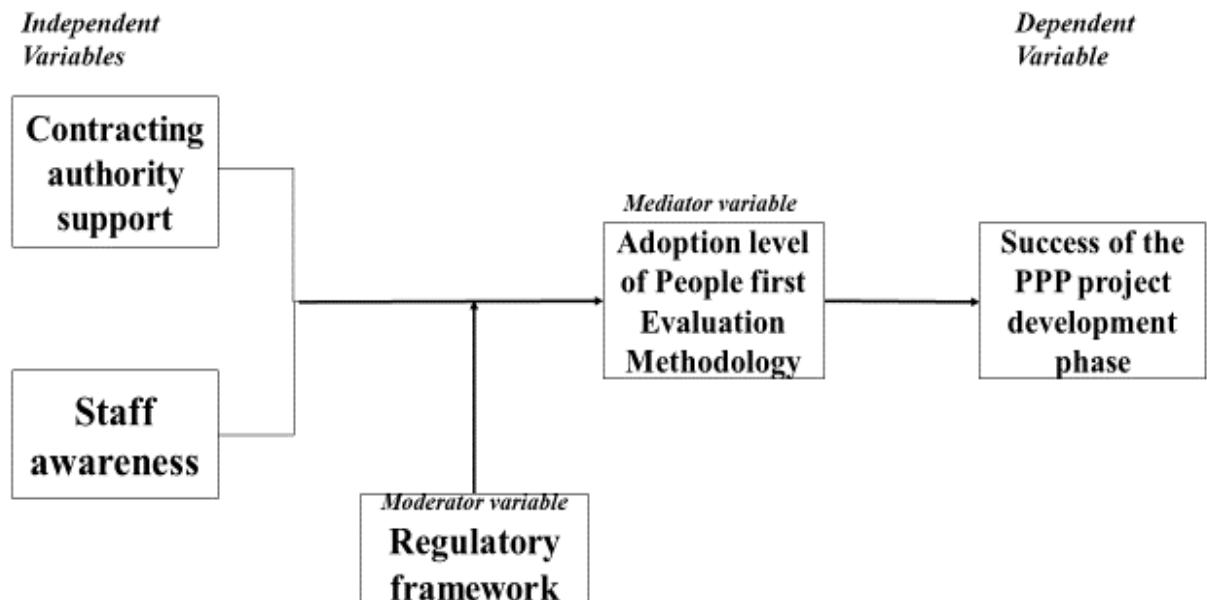 Independent
Variables
Dependent
Variable
Contracting
authority
support
Staff
awareness
Moderator variable
Regulatory
framework
Mediator variable
Adoption level
of People first
Evaluation
Methodology
Success of the
PPP project
development
phase